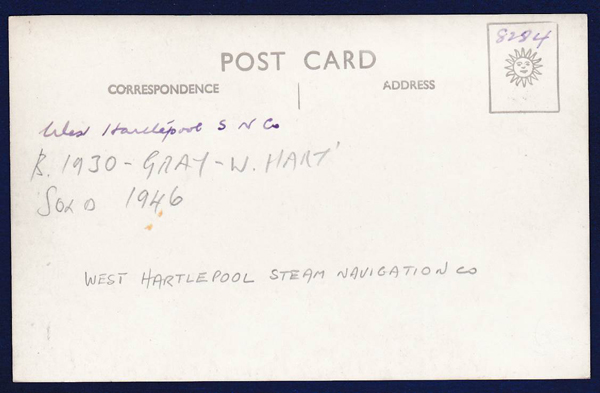 8284
POST CARD
CORRESPONDENCE
ADDRESS
West Hartlepool S N Co
B. 1930 - GRAY - W. HART'
SOLD 1946
WEST HARTLEPOOL STEAM NAVIGATION CO